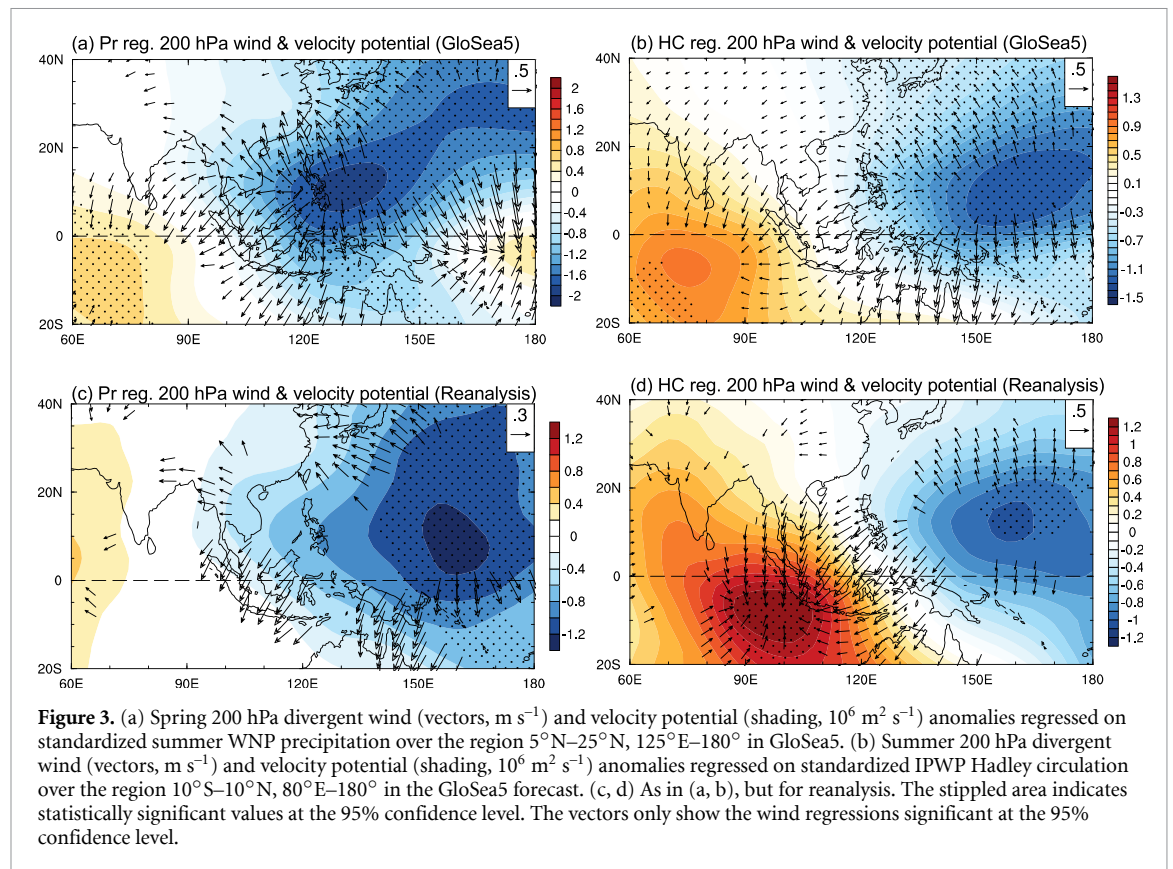 (a) Pr reg. 200 hPa wind & velocity potential (GloSea5)
40N
20N
0
20S
60E 90E 120E 150E 180
.5
2
1.6
1.2
0.8
0.4
0
-0.4
-0.8
-1.2
-1.6
-2
(b) HC reg. 200 hPa wind & velocity potential (GloSea5)
40N
20N
0
20S
60E 90E 120E 150E 180
.5
1.3
0.9
0.5
0.1
-0.3
-0.7
-1.1
-1.5
(c) Pr reg. 200 hPa wind & velocity potential (Reanalysis)
40N
20N
0
20S
60E 90E 120E 150E 180
.3
1.2
0.8
0.4
0
-0.4
-0.8
-1.2
(d) HC reg. 200 hPa wind & velocity potential (Reanalysis)
40N
20N
0
20S
60E 90E 120E 150E 180
.5
1.2
1
0.8
0.6
0.4
0.2
0
-0.2
-0.4
-0.6
-0.8
-1
-1.2
Figure 3. (a) Spring 200 hPa divergent wind (vectors, m s⁻¹) and velocity potential (shading, 10⁶ m² s⁻¹) anomalies regressed on
standardized summer WNP precipitation over the region 5°N–25°N, 125°E–180° in GloSea5. (b) Summer 200 hPa divergent
wind (vectors, m s⁻¹) and velocity potential (shading, 10⁶ m² s⁻¹) anomalies regressed on standardized IPWP Hadley circulation
over the region 10°S–10°N, 80°E–180° in the GloSea5 forecast. (c, d) As in (a, b), but for reanalysis. The stippled area indicates
statistically significant values at the 95% confidence level. The vectors only show the wind regressions significant at the 95%
confidence level.